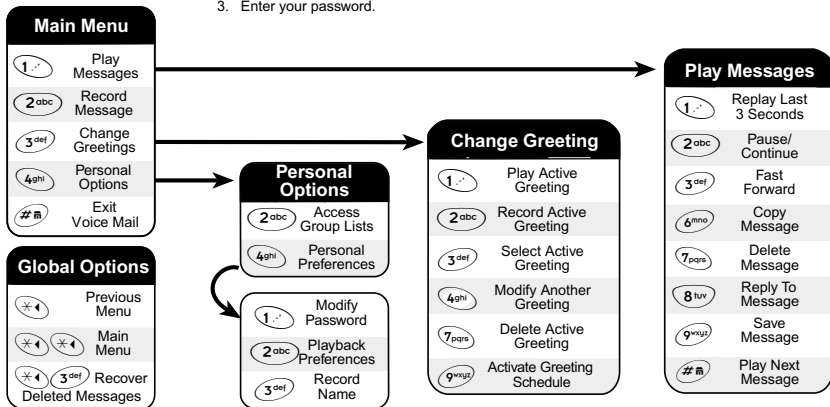 3. Enter your password.
Main Menu
1 Play
Messages
2abc Record
Message
3def Change
Greetings
4ghi Personal
Options
# Exit
Voice Mail
Global Options
* Previous
Menu
* * Main
Menu
* 3def Recover
Deleted Messages
Personal
Options
2abc Access
Group Lists
4ghi Personal
Preferences
1 Modify
Password
2abc Playback
Preferences
3def Record
Name
Change Greeting
1 Play Active
Greeting
2abc Record Active
Greeting
3def Select Active
Greeting
4ghi Modify Another
Greeting
7pqrs Delete Active
Greeting
9wxyz Activate Greeting
Schedule
Play Messages
1 Replay Last
3 Seconds
2abc Pause/
Continue
3def Fast
Forward
6mno Copy
Message
7pqrs Delete
Message
8tuv Reply To
Message
9wxyz Save
Message
# Play Next
Message